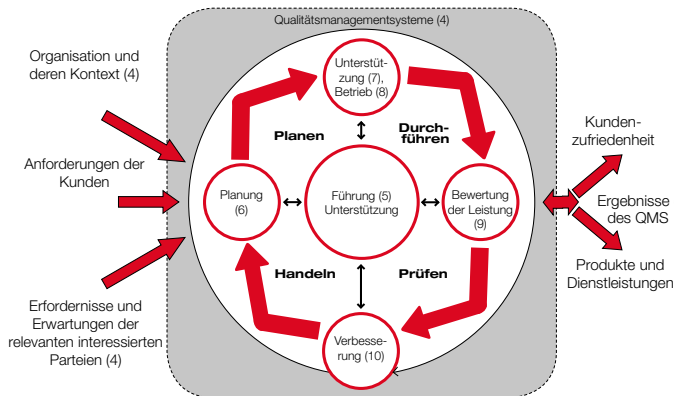 Qualitätsmanagementsysteme (4)
Organisation und
deren Kontext (4)
Anforderungen der
Kunden
Erfordernisse und
Erwartungen der
relevanten interessierten
Parteien (4)
Unterstüt-
zung (7),
Betrieb (8)
Planen
Durch-
führen
Planung
(6)
Führung (5)
Unterstützung
Bewertung
der Leistung
(9)
Handeln
Prüfen
Verbesse-
rung (10)
Kunden-
zufriedenheit
Ergebnisse
des QMS
Produkte und
Dienstleistungen